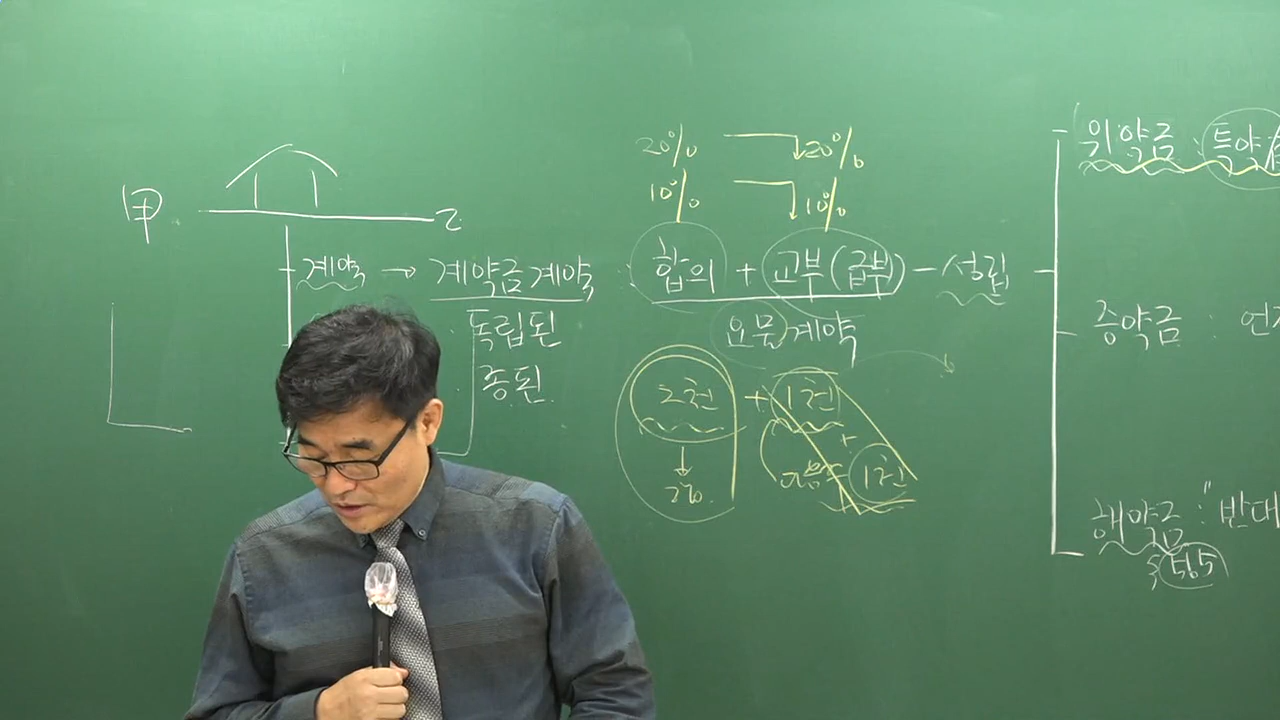 20% 20%
10% 10%
甲 乙
계약 → 계약금계약 : 합의 + 교부(급부) - 성립
· 독립된
· 종된
요물계약
2천 + 1천
↓
+ 1천
위약금 : 특약
증약금 :
해약금 : "반대
565